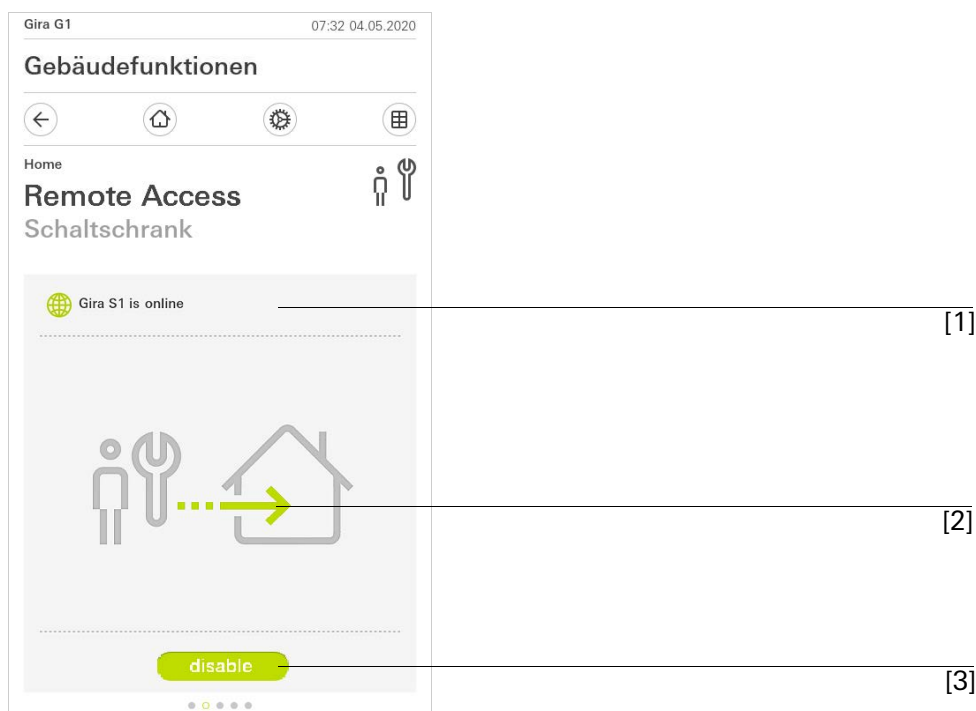 Gira G1 07:32 04.05.2020
Gebäudefunktionen
Home
Remote Access
Schaltschrank
Gira S1 is online
[1]
[2]
disable
[3]